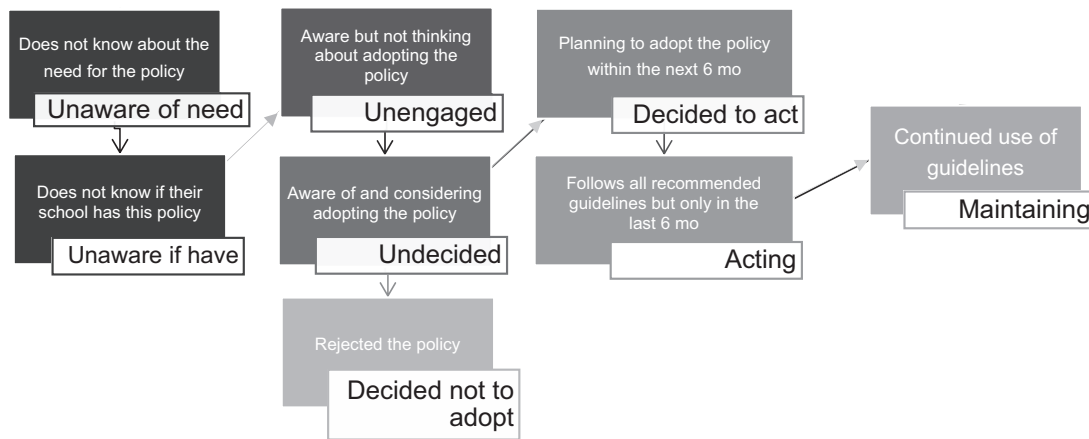 Does not know about the
need for the policy
Unaware of need
Does not know if their
school has this policy
Unaware if have
Aware but not thinking
about adopting the
policy
Unengaged
Aware of and considering
adopting the policy
Undecided
Rejected the policy
Decided not to
adopt
Planning to adopt the policy
within the next 6 mo
Decided to act
Follows all recommended
guidelines but only in the
last 6 mo
Acting
Continued use of
guidelines
Maintaining